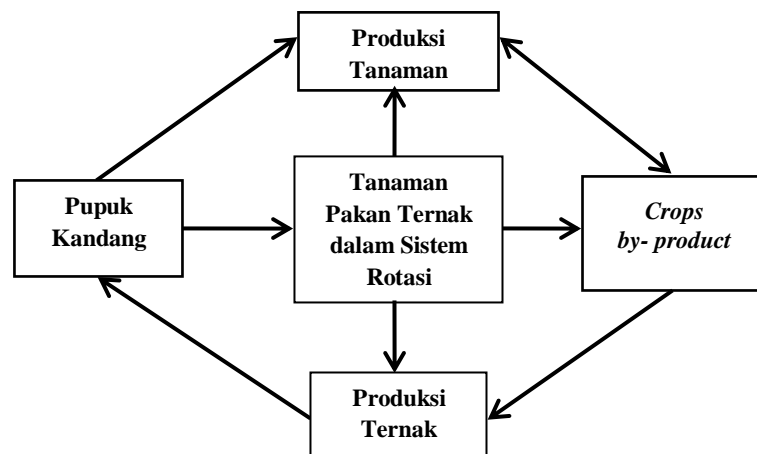 Produksi
Tanaman
Pupuk
Kandang
Tanaman
Pakan Ternak
dalam Sistem
Rotasi
Crops
by- product
Produksi
Ternak